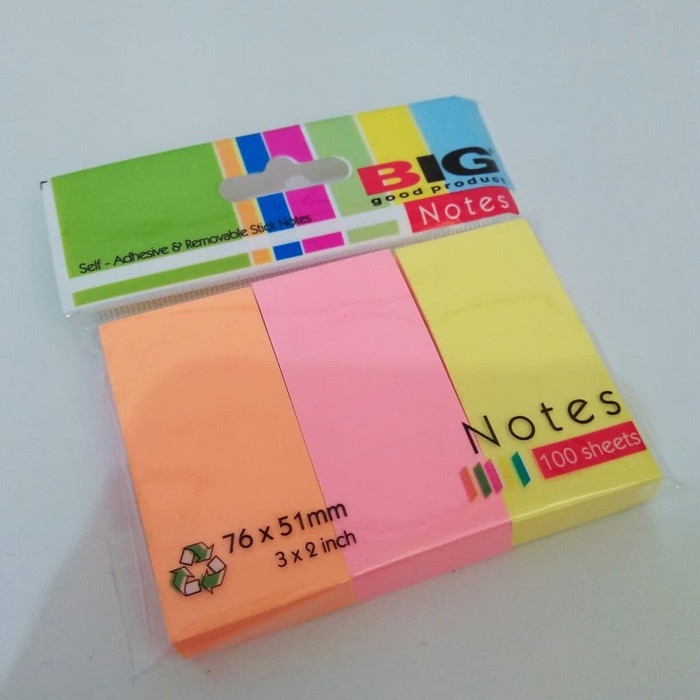 BIG
good product
Notes
Self - Adhesive & Removable Stick Notes
Notes
100 sheets
76 x 51mm
3 x 2 inch